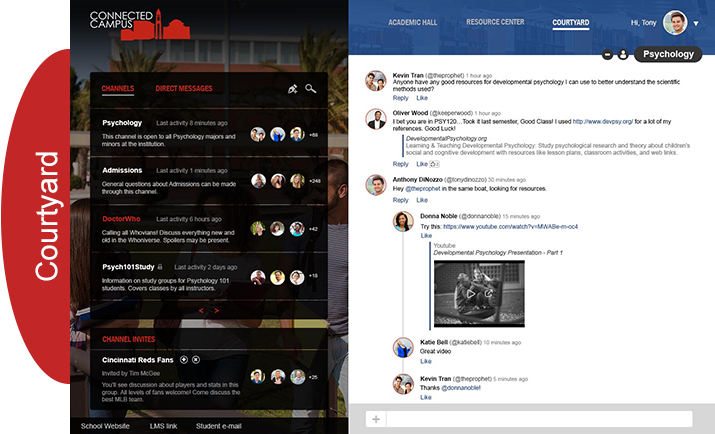 Courtyard
CONNECTED
CAMPUS
CHANNELS
DIRECT MESSAGES
Psychology
Last activity 8 minutes ago
This channel is open to all Psychology majors and
minors at the institution.
+88
Admissions
Last activity 1 minutes ago
General questions about Admissions can be made
through this channel.
+248
DoctorWho
Last activity 6 hours ago
Calling all Whovians! Discuss everything new and
old in the Whoniverse. Spoilers may be present.
+42
Psych101Study
Last activity 2 days ago
Information on study groups for Psychology 101
students. Covers classes by all instructors.
+18
< >
CHANNEL INVITES
Cincinnati Reds Fans
Invited by Tim McGee
You'll see discussion about players and stats in this
group. All levels of fans welcome! Come discuss the
best MLB team.
+25
School Website
LMS link
Student e-mail
ACADEMIC HALL
RESOURCE CENTER
COURTYARD
Hi, Tony
Psychology
Kevin Tran (@theprophet) 1 hour ago
Anyone have any good resources for developmental psychology I can use to better understand the scientific
methods used?
Reply Like
Oliver Wood (@keeperwood) 1 hour ago
I bet you are in PSY120...Took it last semester, Good Class! I used http://www.devpsy.org/ for a lot of my
references. Good Luck!
DevelopmentalPsychology.org
Learning & Teaching Developmental Psychology: Study psychological research and theory about children's
social and cognitive development with resources like lesson plans, classroom activities, and web links.
Reply Like 3
Anthony DiNozzo (@tonydinozzo) 30 minutes ago
Hey @theprophet in the same boat, looking for resources.
Reply Like
Donna Noble (@donnanoble) 15 minutes ago
Try this: https://www.youtube.com/watch?v=MWABe-m-oc4
Like
Youtube
Developmental Psychology Presentation - Part 1
Katie Bell (@katiebell) 10 minutes ago
Great video
Like
Kevin Tran (@theprophet) 5 minutes ago
Thanks @donnanoble!
Like
+